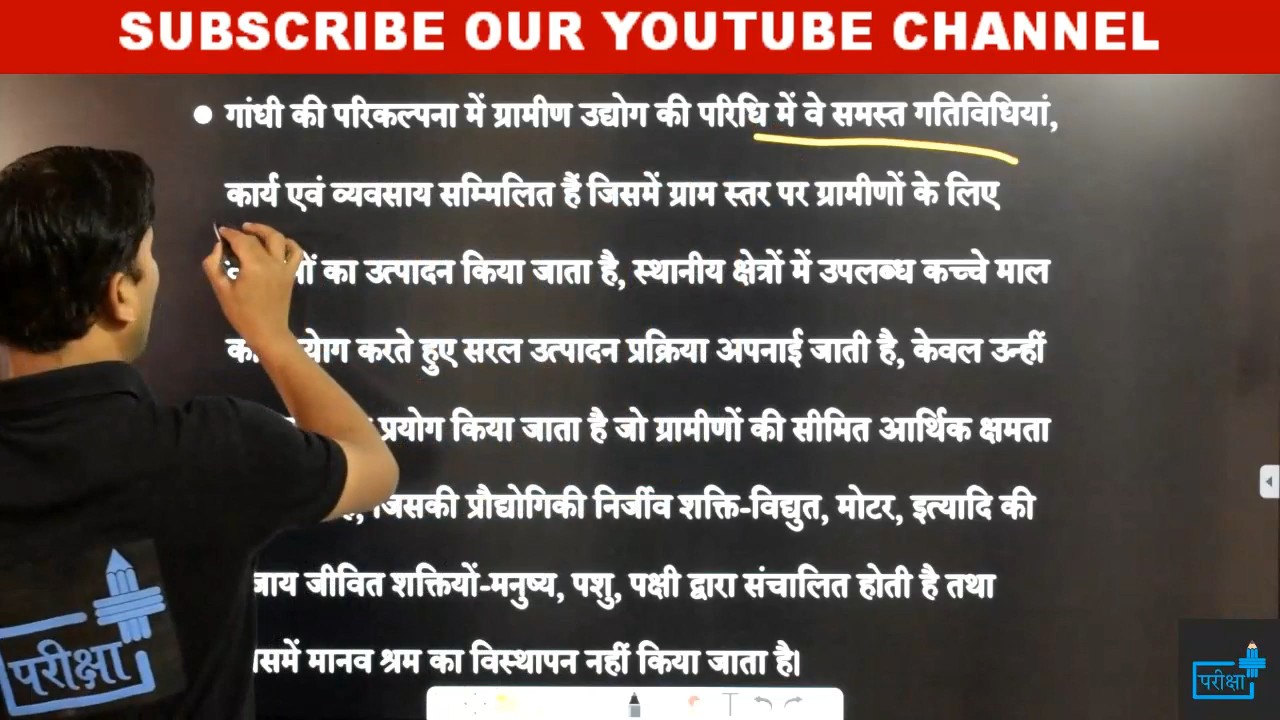 SUBSCRIBE OUR YOUTUBE CHANNEL
गांधी की परिकल्पना में ग्रामीण उद्योग की परिधि में वे समस्त गतिविधियां,
कार्य एवं व्यवसाय सम्मिलित हैं जिसमें ग्राम स्तर पर ग्रामीणों के लिए
का उत्पादन किया जाता है, स्थानीय क्षेत्रों में उपलब्ध कच्चे माल
करते हुए सरल उत्पादन प्रक्रिया अपनाई जाती है, केवल उन्हीं
प्रयोग किया जाता है जो ग्रामीणों की सीमित आर्थिक क्षमता
जिसकी प्रौद्योगिकी निर्जीव शक्ति-विद्युत, मोटर, इत्यादि की
जीवित शक्तियों-मनुष्य, पशु, पक्षी द्वारा संचालित होती है तथा
मानव श्रम का विस्थापन नहीं किया जाता है।
परीक्षा
परीक्षा